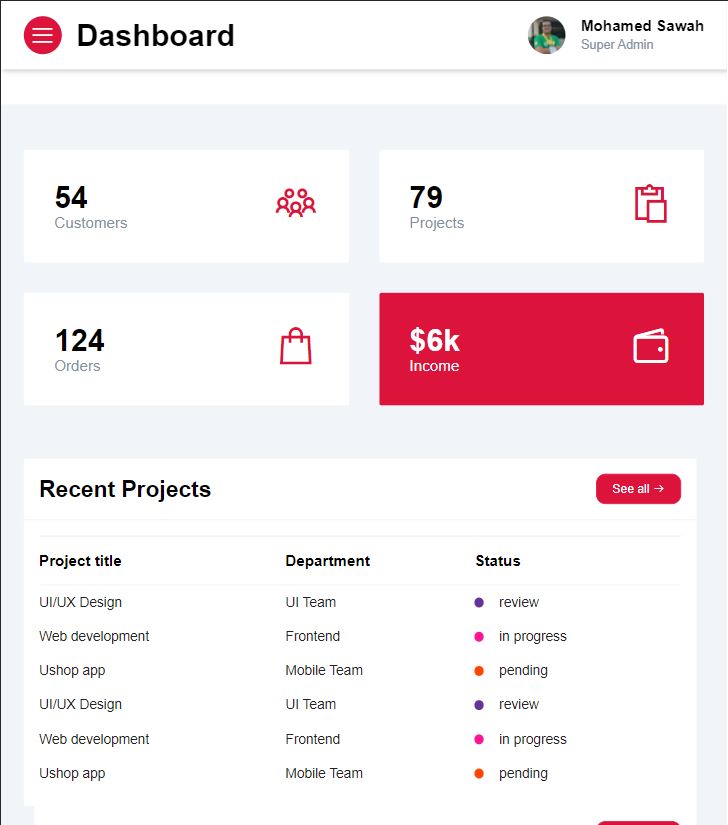 Dashboard
Mohamed Sawah
Super Admin
54
Customers
79
Projects
124
Orders
$6k
Income
Recent Projects
See all →
Project title Department Status
UI/UX Design UI Team review
Web development Frontend in progress
Ushop app Mobile Team pending
UI/UX Design UI Team review
Web development Frontend in progress
Ushop app Mobile Team pending